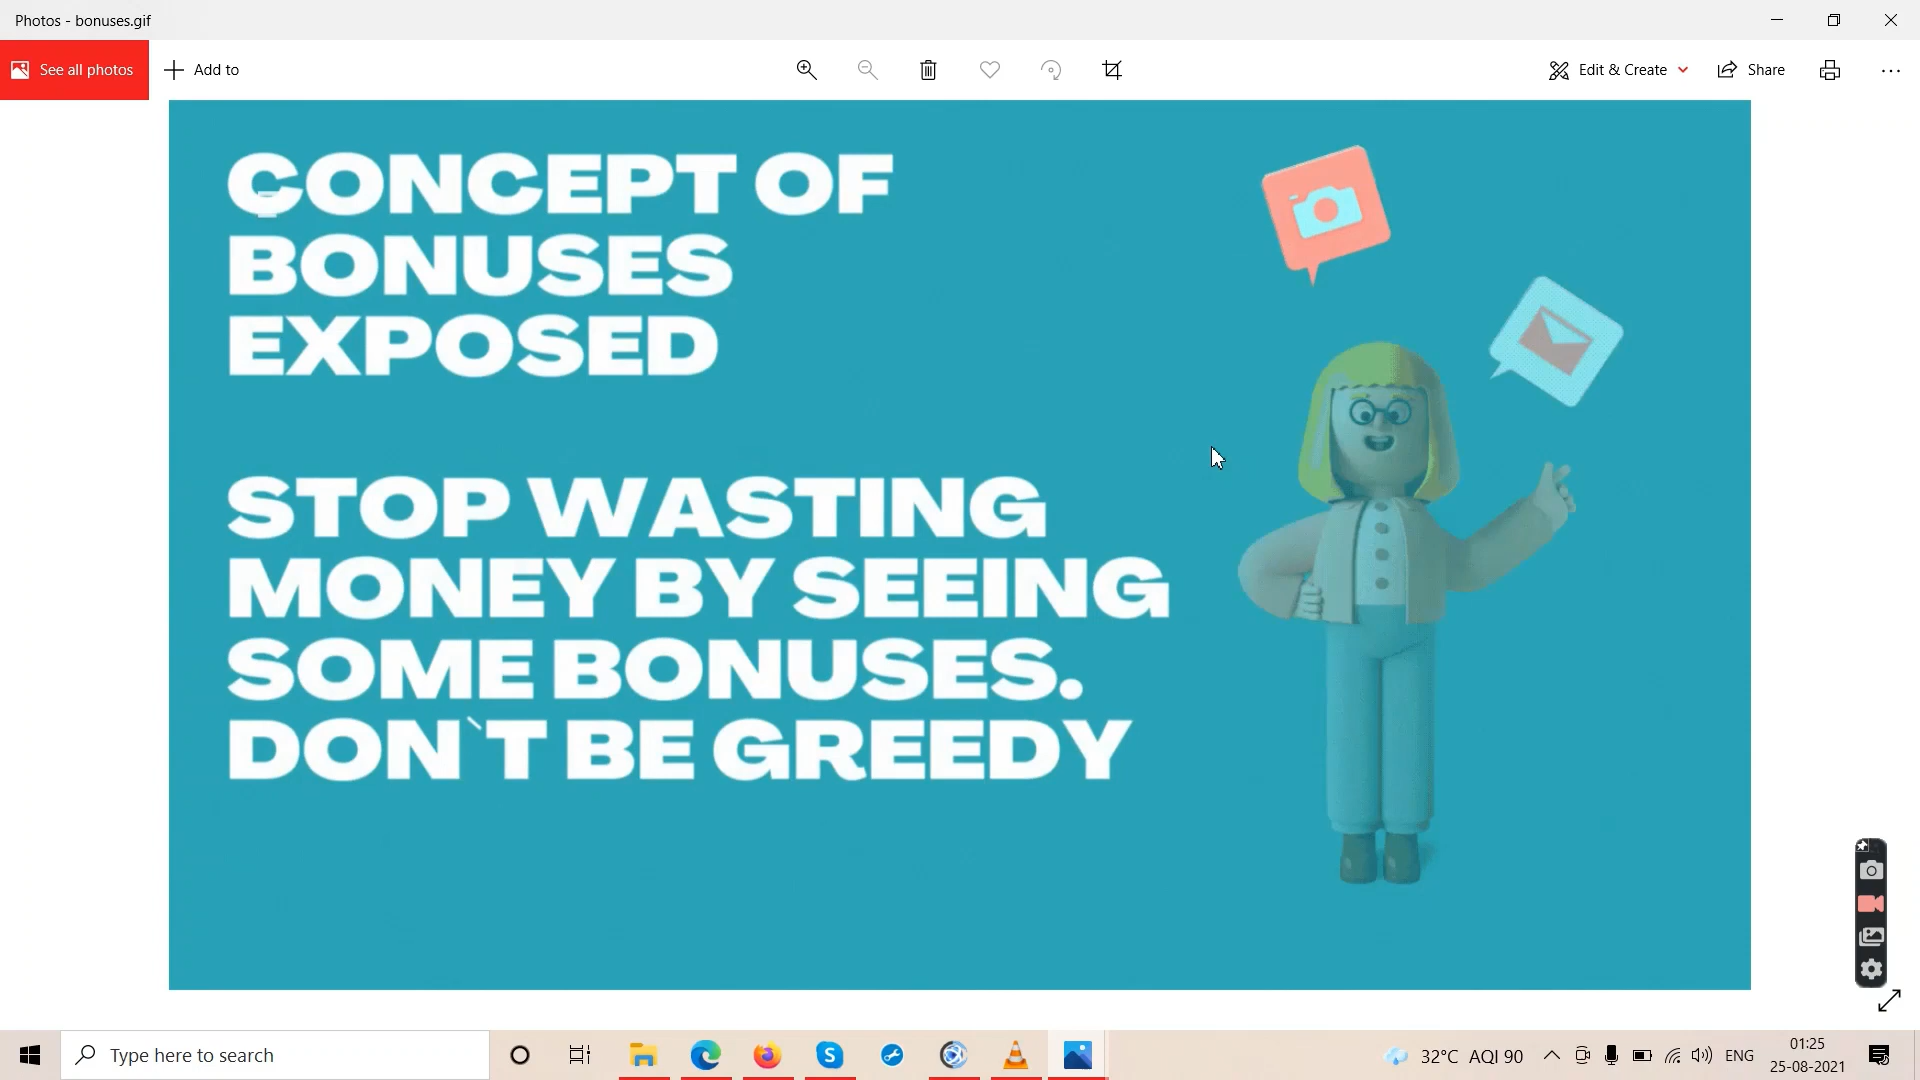 Photos - bonuses.gif
See all photos
Add to
Edit & Create
Share
CONCEPT OF
BONUSES
EXPOSED
STOP WASTING
MONEY BY SEEING
SOME BONUSES.
DON`T BE GREEDY
Type here to search
32°C AQI 90
ENG
01:25
25-08-2021